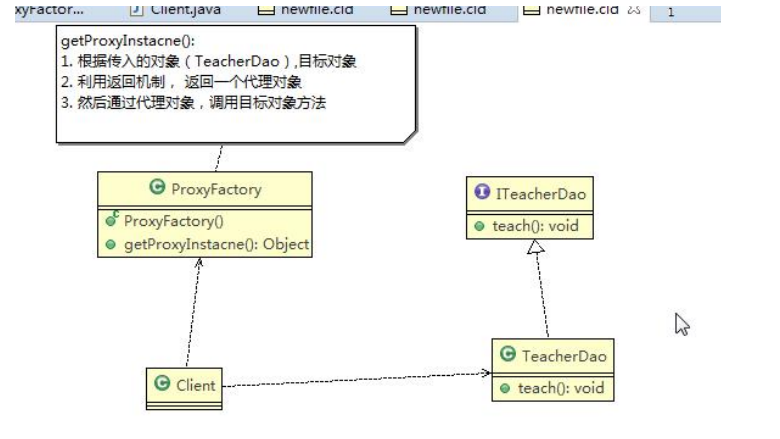 xyFactor...
Client.java
newfile.cld
newfile.cld
newfile.cld
1
getProxyInstacne():
1. 根据传入的对象（TeacherDao）,目标对象
2. 利用返回机制， 返回一个代理对象
3. 然后通过代理对象，调用目标对象方法
C ProxyFactory
C ProxyFactory()
getProxyInstacne(): Object
I ITeacherDao
teach(): void
C Client
C TeacherDao
teach(): void